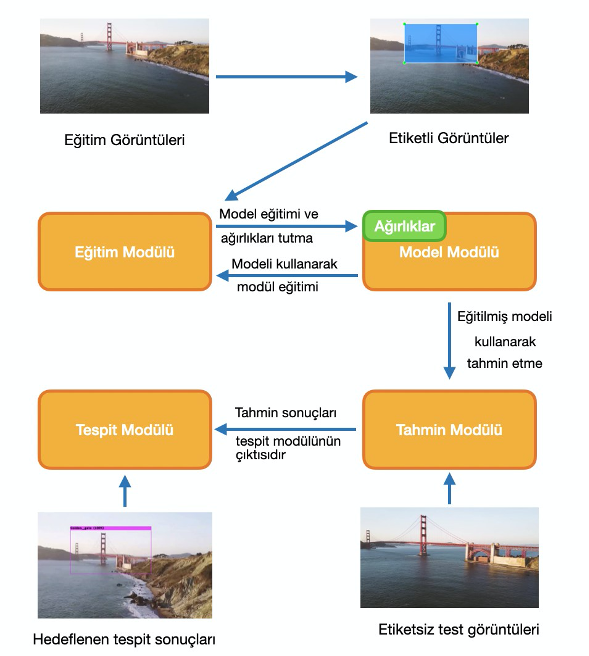 Eğitim Görüntüleri
Etiketli Görüntüler
Model eğitimi ve
ağırlıkları tutma
Ağırlıklar
Eğitim Modülü
Model Modülü
Modeli kullanarak
modül eğitimi
Eğitilmiş modeli
kullanarak
tahmin etme
Tespit Modülü
Tahmin sonuçları
tespit modülünün
çıktısıdır
Tahmin Modülü
Hedeflenen tespit sonuçları
Etiketsiz test görüntüleri